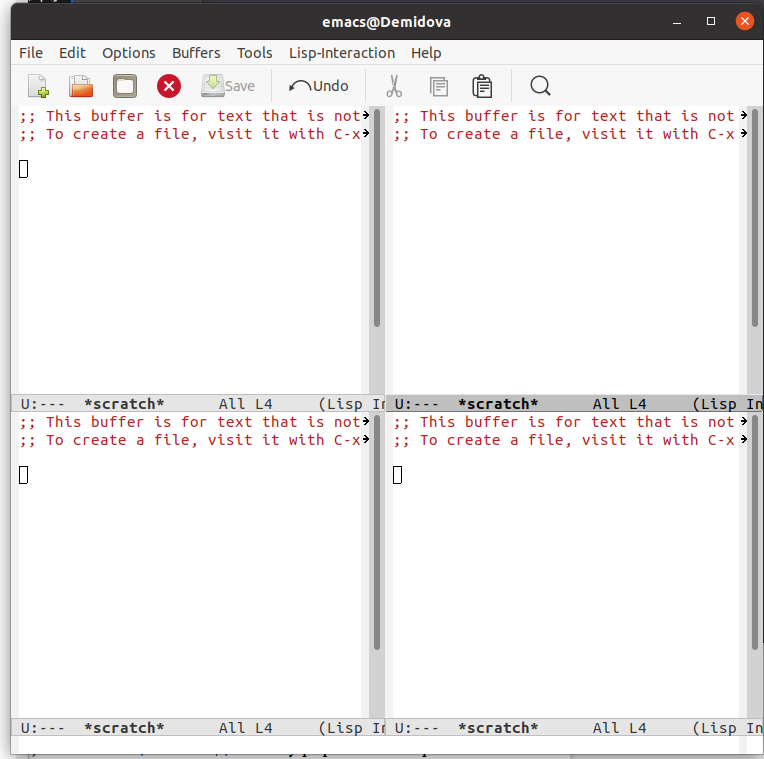 emacs@Demidova
File Edit Options Buffers Tools Lisp-Interaction Help
Save Undo
;; This buffer is for text that is not
;; To create a file, visit it with C-x
;; This buffer is for text that is not
;; To create a file, visit it with C-x
U:--- *scratch* All L4 (Lisp In
U:--- *scratch* All L4 (Lisp In
;; This buffer is for text that is not
;; To create a file, visit it with C-x
;; This buffer is for text that is not
;; To create a file, visit it with C-x
U:--- *scratch* All L4 (Lisp In
U:--- *scratch* All L4 (Lisp In